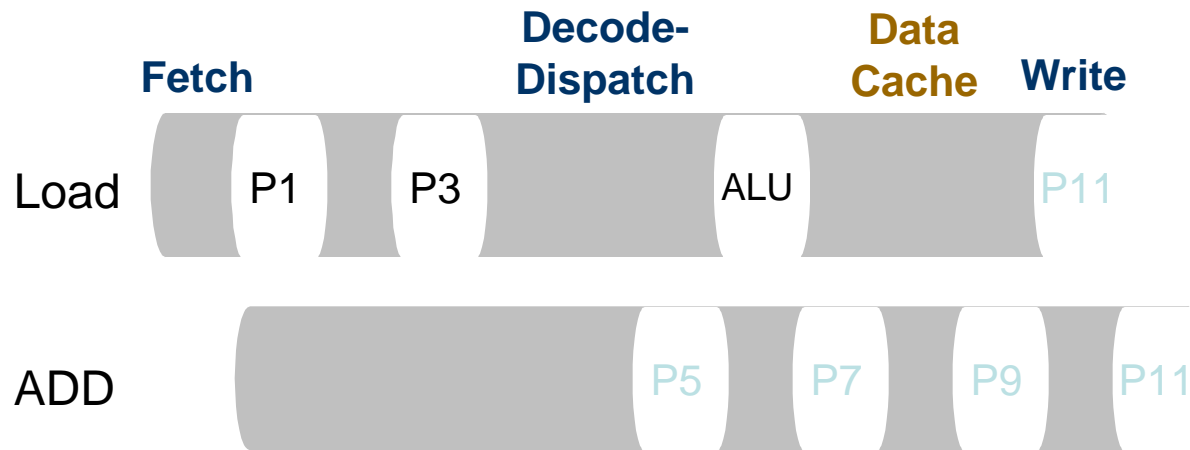 Fetch
Decode-
Dispatch
Data
Cache
Write
Load P1 P3 ALU P11
ADD P5 P7 P9 P11